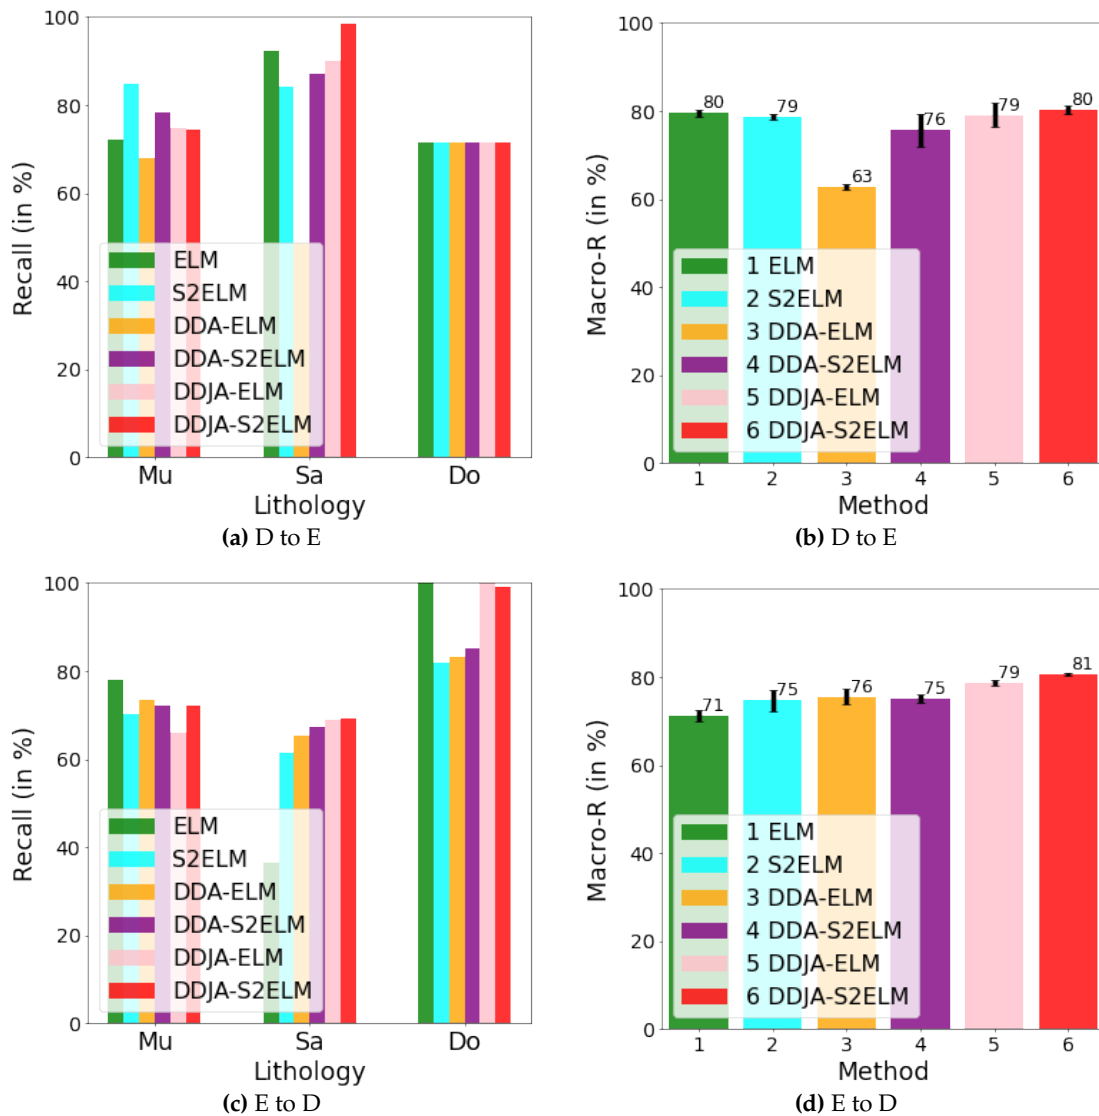 100
80
60
40
20
0
Recall (in %)
ELM
S2ELM
DDA-ELM
DDA-S2ELM
DDJA-ELM
DDJA-S2ELM
Mu Sa Do
Lithology
(a) D to E
100
80
60
40
20
0
Macro-R (in %)
80 79 63 76 79 80
1 ELM
2 S2ELM
3 DDA-ELM
4 DDA-S2ELM
5 DDJA-ELM
6 DDJA-S2ELM
1 2 3 4 5 6
Method
(b) D to E
100
80
60
40
20
0
Recall (in %)
ELM
S2ELM
DDA-ELM
DDA-S2ELM
DDJA-ELM
DDJA-S2ELM
Mu Sa Do
Lithology
(c) E to D
100
80
60
40
20
0
Macro-R (in %)
71 75 76 75 79 81
1 ELM
2 S2ELM
3 DDA-ELM
4 DDA-S2ELM
5 DDJA-ELM
6 DDJA-S2ELM
1 2 3 4 5 6
Method
(d) E to D